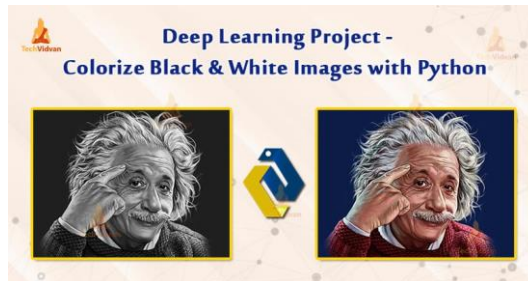 Deep Learning Project -
TechVidvan
Colorize Black & White Images with Python